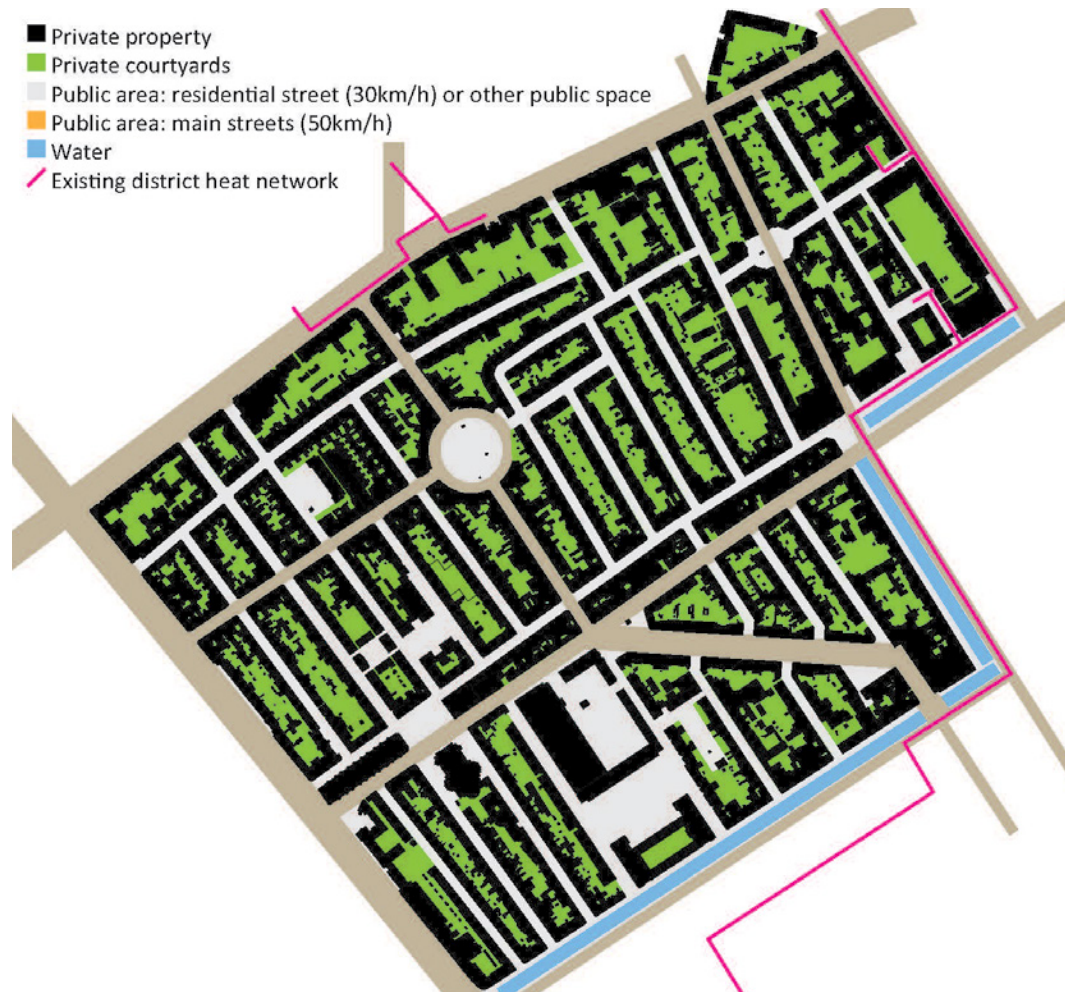 Private property
Private courtyards
Public area: residential street (30km/h) or other public space
Public area: main streets (50km/h)
Water
Existing district heat network